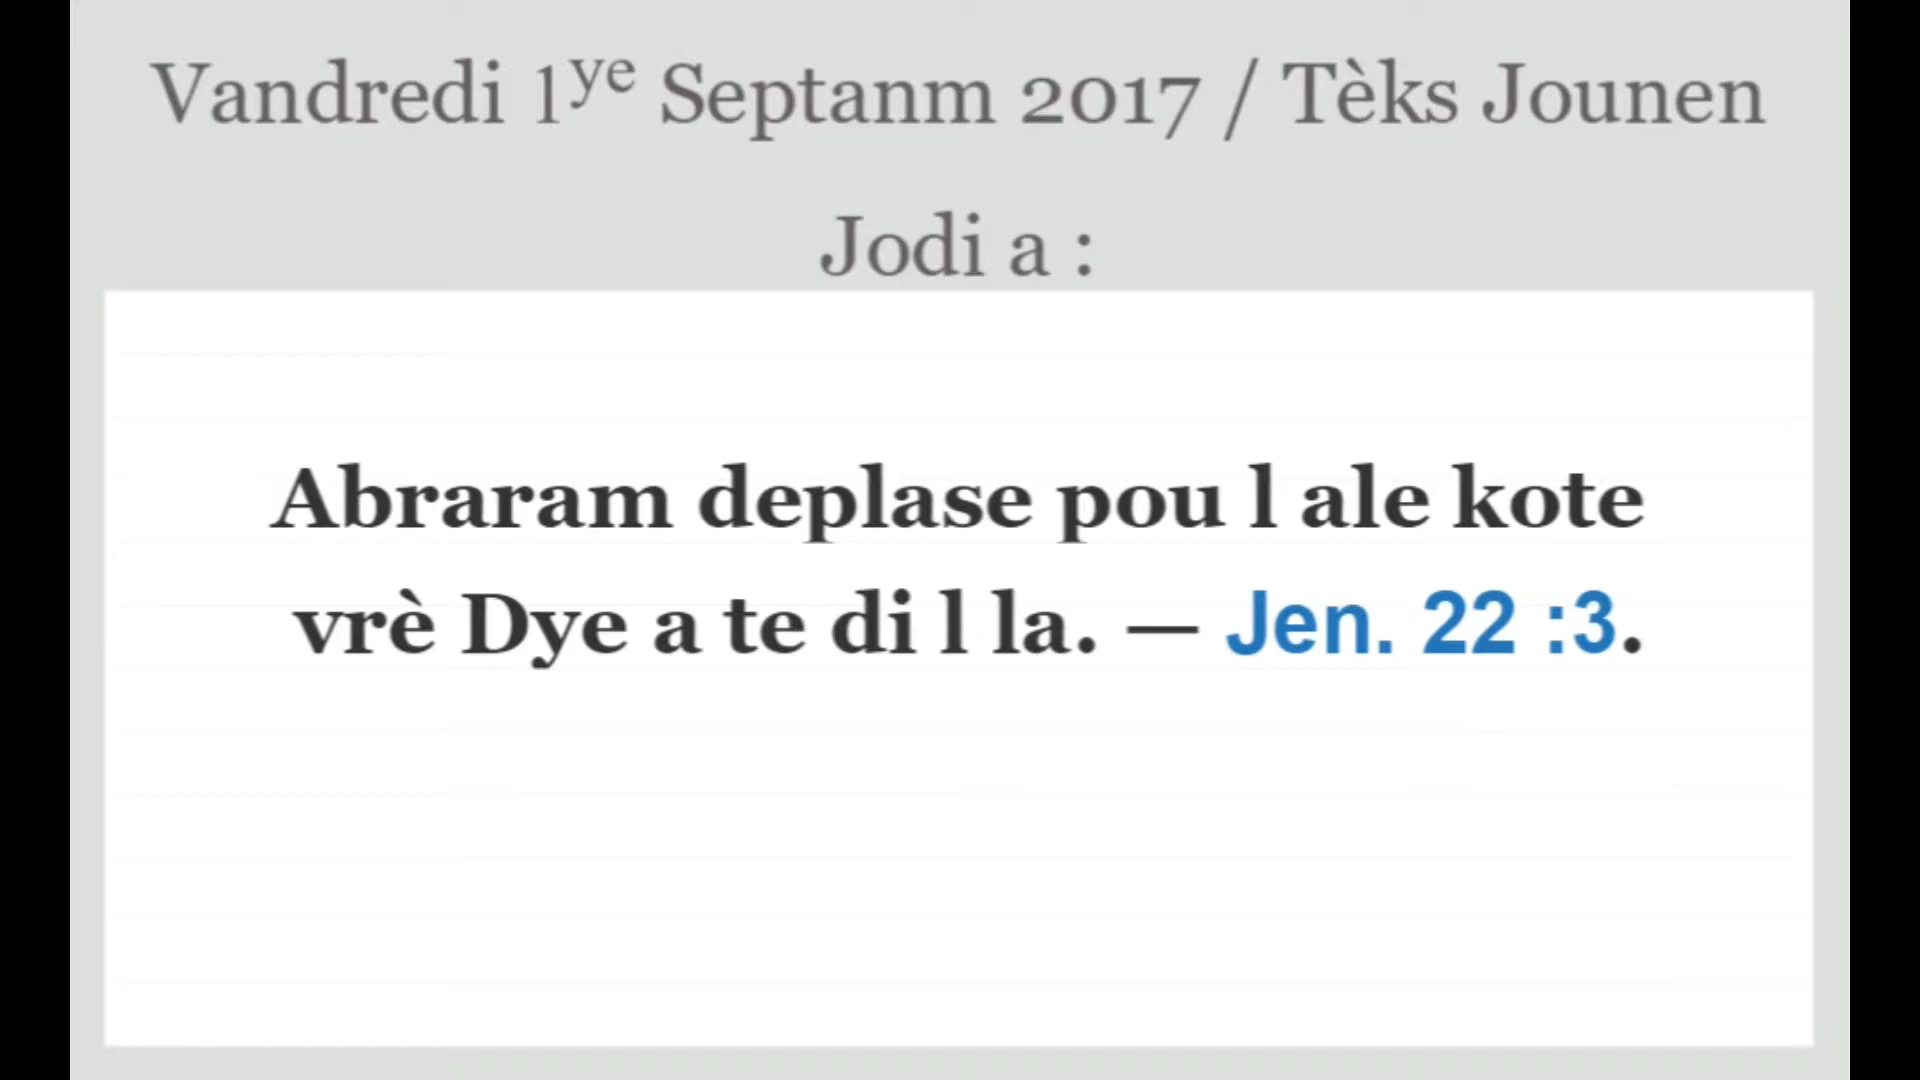 Vandredi 1ye Septanm 2017 / Tèks Jounen
Jodi a :
Abraram deplase pou l ale kote
vrè Dye a te di l la. — Jen. 22 :3.